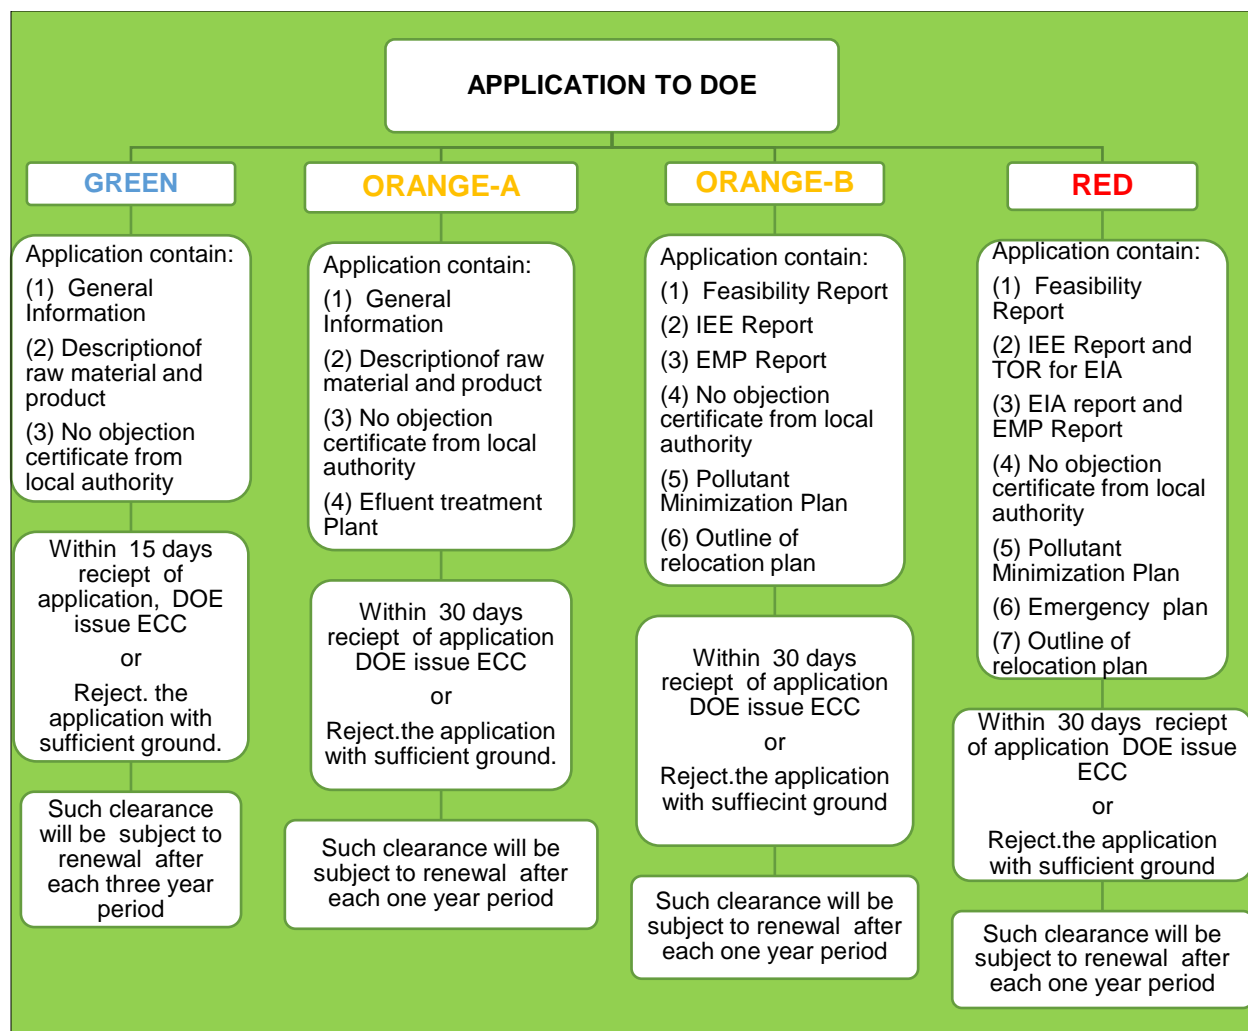 APPLICATION TO DOE
GREEN
Application contain:
(1) General
Information
(2) Descriptionof
raw material and
product
(3) No objection
certificate from
local authority
Within 15 days
reciept of
application, DOE
issue ECC
or
Reject. the
application with
sufficient ground.
Such clearance
will be subject to
renewal after
each three year
period
ORANGE-A
Application contain:
(1) General
Information
(2) Descriptionof raw
material and product
(3) No objection
certificate from local
authority
(4) Efluent treatment
Plant
Within 30 days
reciept of application
DOE issue ECC
or
Reject.the application
with sufficient ground.
Such clearance will be
subject to renewal after
each one year period
ORANGE-B
Application contain:
(1) Feasibility Report
(2) IEE Report
(3) EMP Report
(4) No objection
certificate from local
authority
(5) Pollutant
Minimization Plan
(6) Outline of
relocation plan
Within 30 days
reciept of application
DOE issue ECC
or
Reject.the application
with suffiecint ground
Such clearance will be
subject to renewal after
each one year period
RED
Application contain:
(1) Feasibility
Report
(2) IEE Report and
TOR for EIA
(3) EIA report and
EMP Report
(4) No objection
certificate from local
authority
(5) Pollutant
Minimization Plan
(6) Emergency plan
(7) Outline of
relocation plan
Within 30 days reciept
of application DOE issue
ECC
or
Reject.the application
with sufficient ground
Such clearance will be
subject to renewal after
each one year period